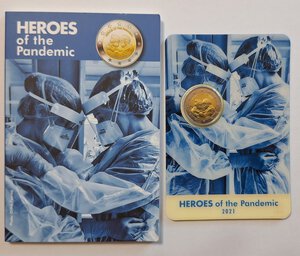 HEROES
of the
Pandemic
HEROES of the Pandemic
2021